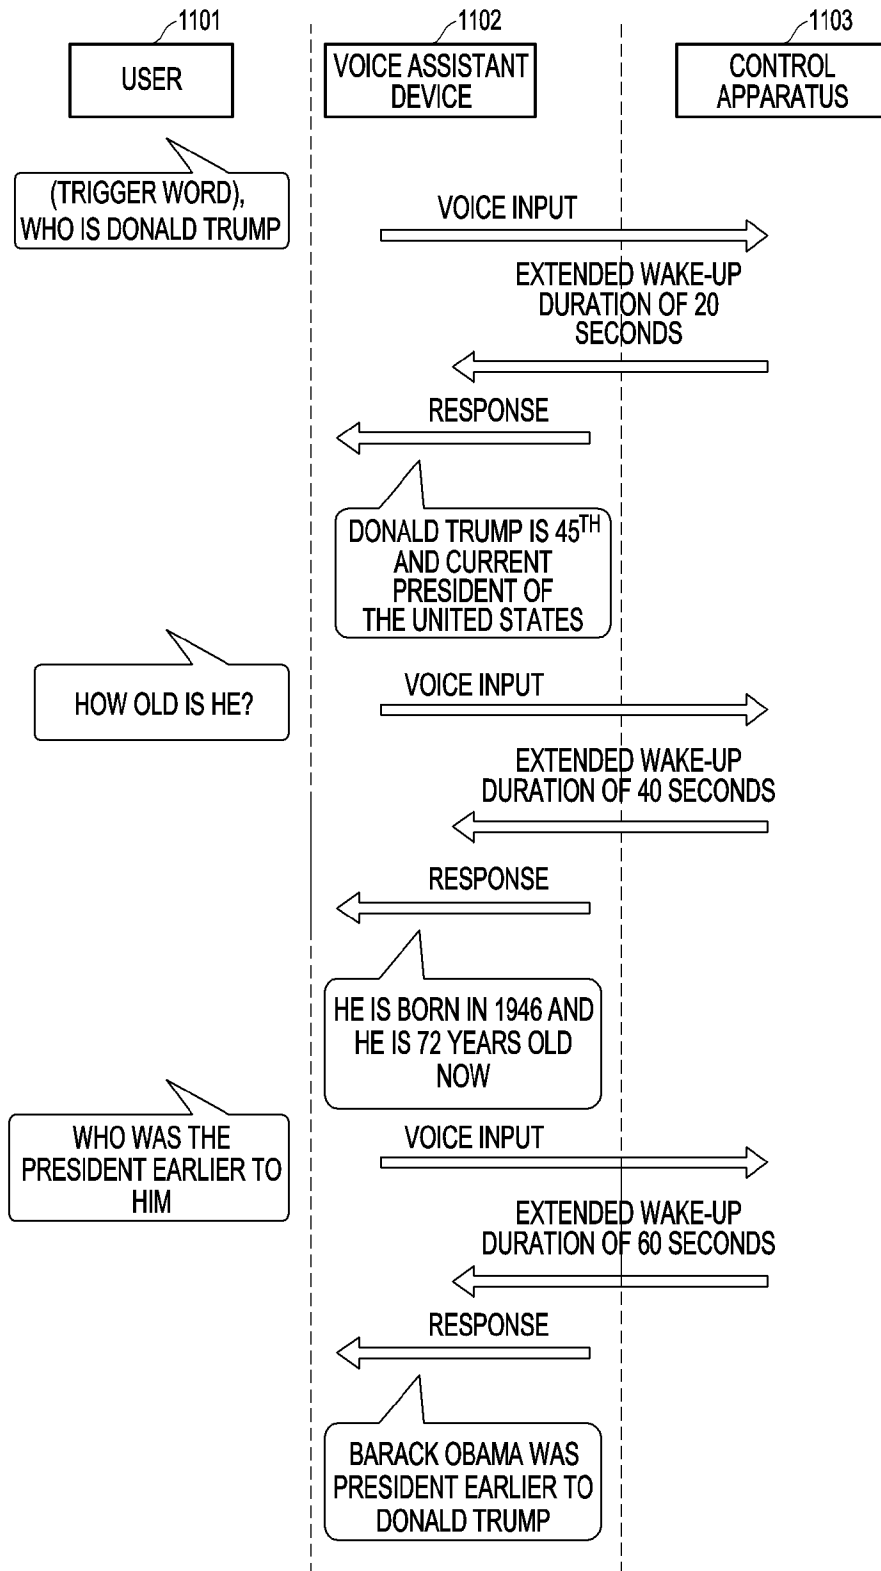 1101
1102
1103
USER
VOICE ASSISTANT
DEVICE
CONTROL
APPARATUS
(TRIGGER WORD),
WHO IS DONALD TRUMP
VOICE INPUT
EXTENDED WAKE-UP
DURATION OF 20
SECONDS
RESPONSE
DONALD TRUMP IS 45TH
AND CURRENT
PRESIDENT OF
THE UNITED STATES
HOW OLD IS HE?
VOICE INPUT
EXTENDED WAKE-UP
DURATION OF 40 SECONDS
RESPONSE
HE IS BORN IN 1946 AND
HE IS 72 YEARS OLD
NOW
WHO WAS THE
PRESIDENT EARLIER TO
HIM
VOICE INPUT
EXTENDED WAKE-UP
DURATION OF 60 SECONDS
RESPONSE
BARACK OBAMA WAS
PRESIDENT EARLIER TO
DONALD TRUMP